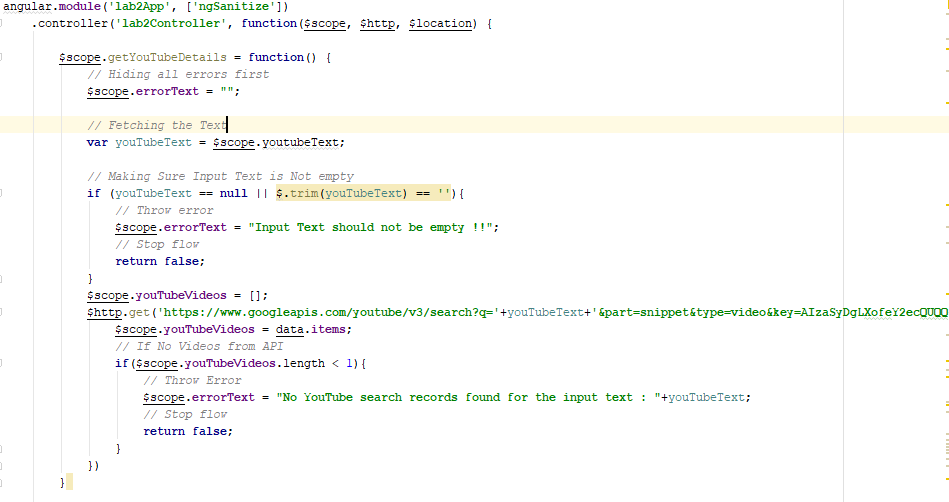 angular.module('lab2App', ['ngSanitize'])
.controller('lab2Controller', function($scope, $http, $location) {
$scope.getYouTubeDetails = function() {
// Hiding all errors first
$scope.errorText = "";
// Fetching the Text
var youTubeText = $scope.youtubeText;
// Making Sure Input Text is Not empty
if (youTubeText == null || $.trim(youTubeText) == ''){
// Throw error
$scope.errorText = "Input Text should not be empty !!";
// Stop flow
return false;
}
$scope.youTubeVideos = [];
$http.get('https://www.googleapis.com/youtube/v3/search?q='+youTubeText+'&part=snippet&type=video&key=AIzaSyDgLXofeY2ecQUQQ
$scope.youTubeVideos = data.items;
// If No Videos from API
if($scope.youTubeVideos.length < 1){
// Throw Error
$scope.errorText = "No YouTube search records found for the input text : "+youTubeText;
// Stop flow
return false;
}
})
}